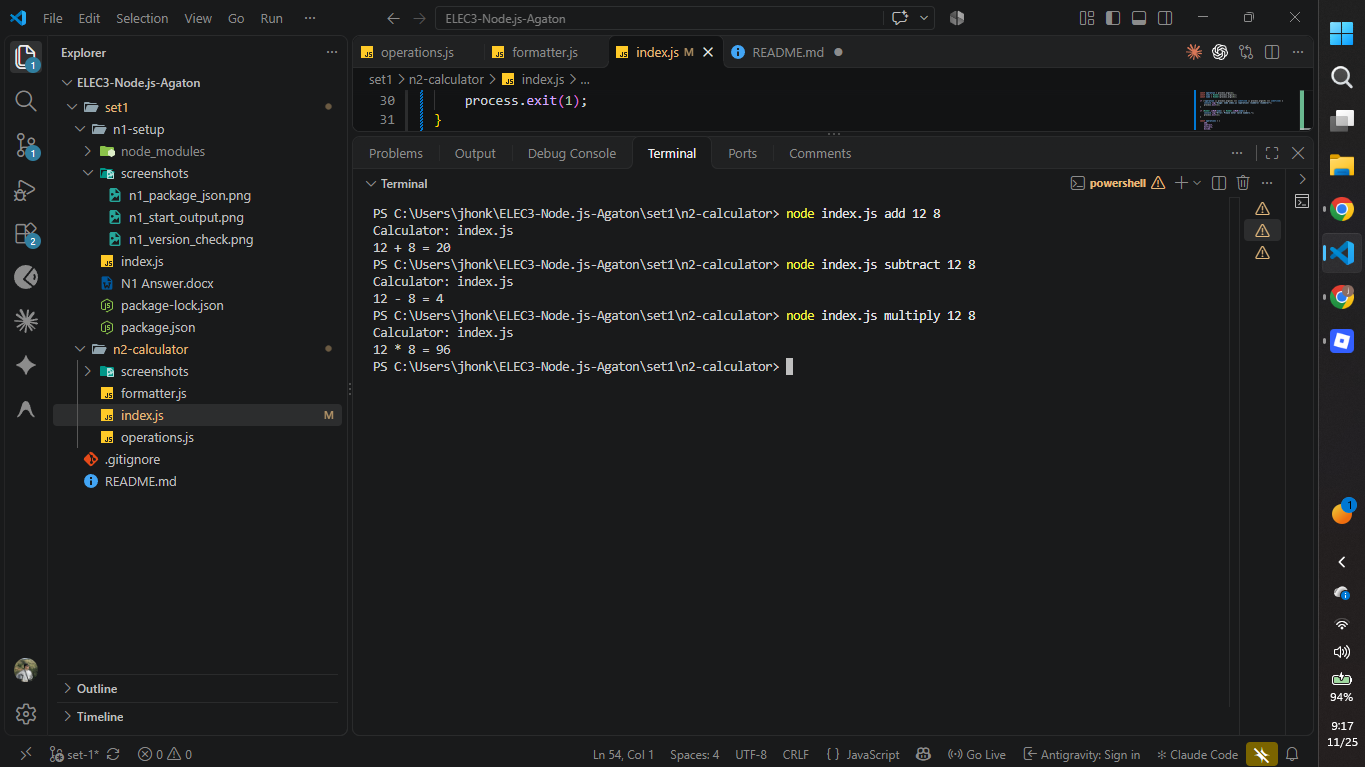 File Edit Selection View Go Run ···
ELEC3-Node.js-Agaton
Explorer
ELEC3-Node.js-Agaton
set1
n1-setup
node_modules
screenshots
n1_package_json.png
n1_start_output.png
n1_version_check.png
index.js
N1 Answer.docx
package-lock.json
package.json
n2-calculator
screenshots
formatter.js
index.js M
operations.js
.gitignore
README.md
Outline
Timeline
1
1
2
operations.js formatter.js index.js M README.md
set1 > n2-calculator > index.js > ...
30 process.exit(1);
31 }
Problems Output Debug Console Terminal Ports Comments
Terminal
powershell
PS C:\Users\jhonk\ELEC3-Node.js-Agaton\set1\n2-calculator> node index.js add 12 8
Calculator: index.js
12 + 8 = 20
PS C:\Users\jhonk\ELEC3-Node.js-Agaton\set1\n2-calculator> node index.js subtract 12 8
Calculator: index.js
12 - 8 = 4
PS C:\Users\jhonk\ELEC3-Node.js-Agaton\set1\n2-calculator> node index.js multiply 12 8
Calculator: index.js
12 * 8 = 96
PS C:\Users\jhonk\ELEC3-Node.js-Agaton\set1\n2-calculator>
set-1* 0 0 Ln 54, Col 1 Spaces: 4 UTF-8 CRLF { } JavaScript Go Live Antigravity: Sign in Claude Code
1
94%
9:17
11/25